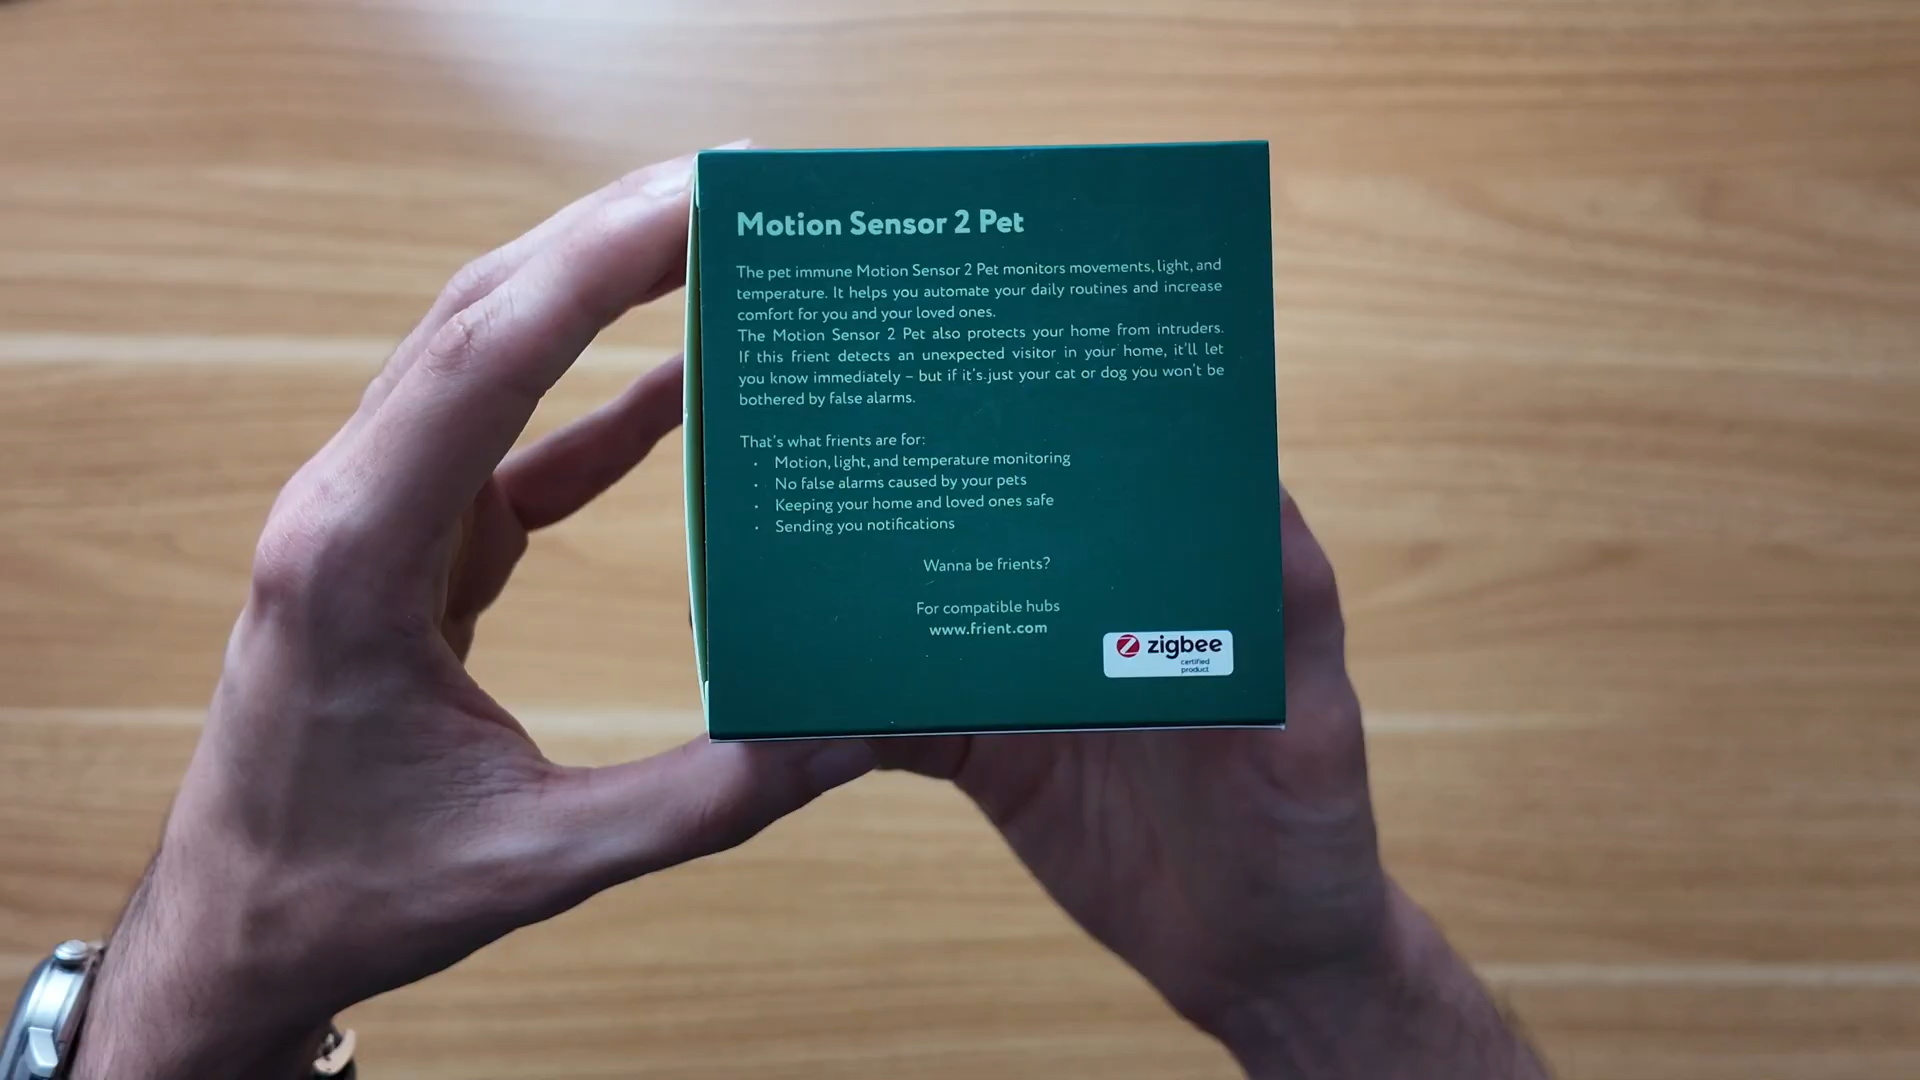 Motion Sensor 2 Pet
The pet immune Motion Sensor 2 Pet monitors movements, light, and
temperature. It helps you automate your daily routines and increase
comfort for you and your loved ones.
The Motion Sensor 2 Pet also protects your home from intruders.
If this frient detects an unexpected visitor in your home, it'll let
you know immediately – but if it's just your cat or dog you won't be
bothered by false alarms.
That's what frients are for:
· Motion, light, and temperature monitoring
· No false alarms caused by your pets
· Keeping your home and loved ones safe
· Sending you notifications
Wanna be frients?
For compatible hubs
www.frient.com
zigbee
certified
product